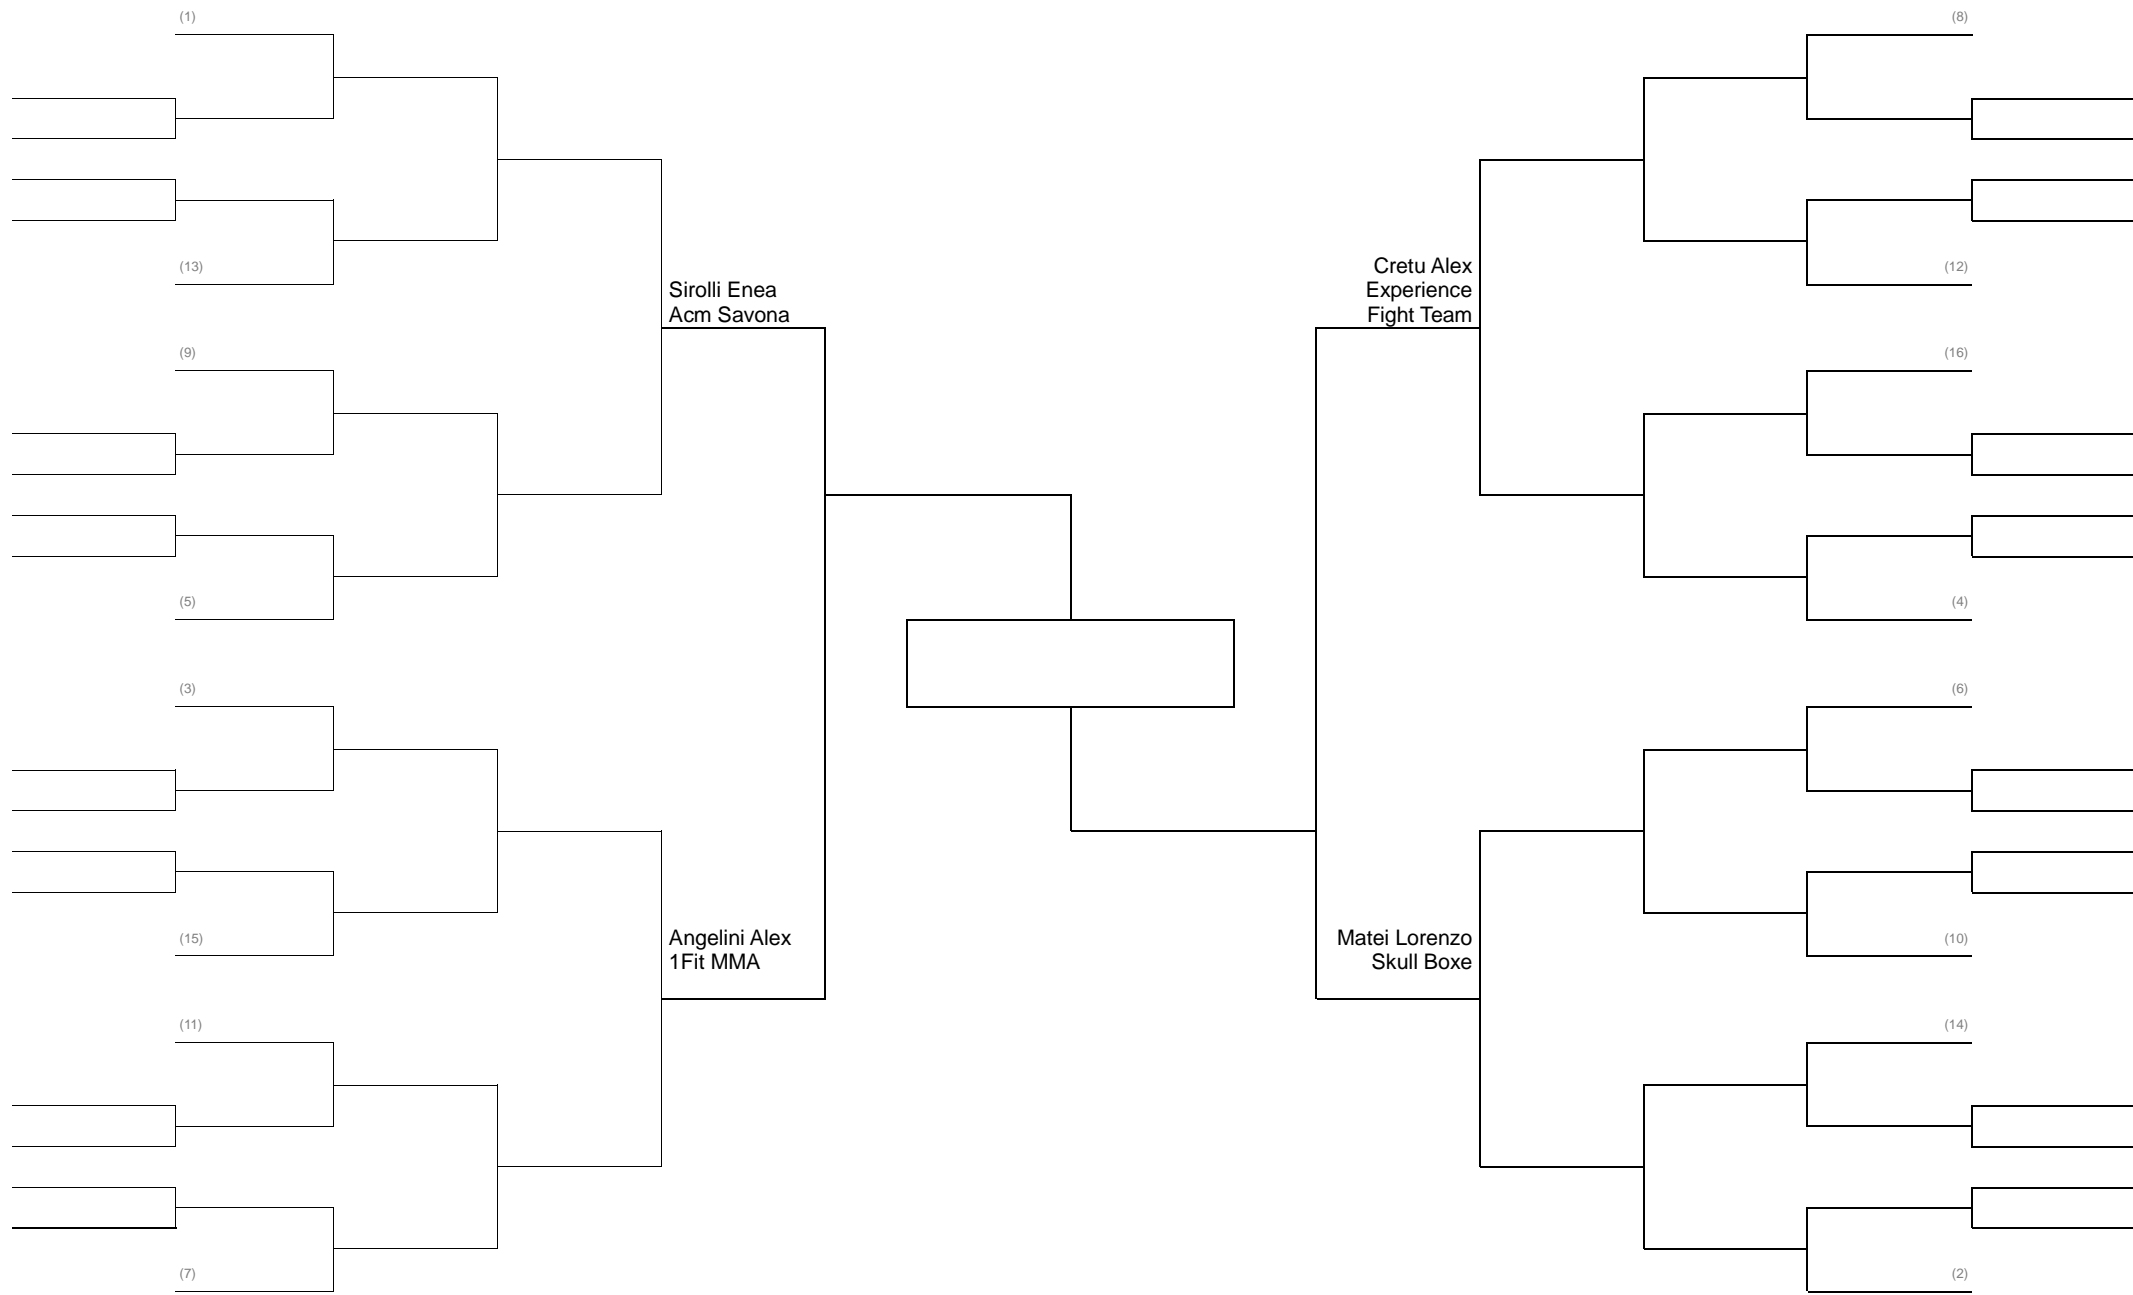 (1)
(8)
(13)
(12)
Sirolli Enea
Acm Savona
Cretu Alex
Experience
Fight Team
(9)
(16)
(5)
(4)
(3)
(6)
(15)
(10)
Angelini Alex
1Fit MMA
Matei Lorenzo
Skull Boxe
(11)
(14)
(7)
(2)